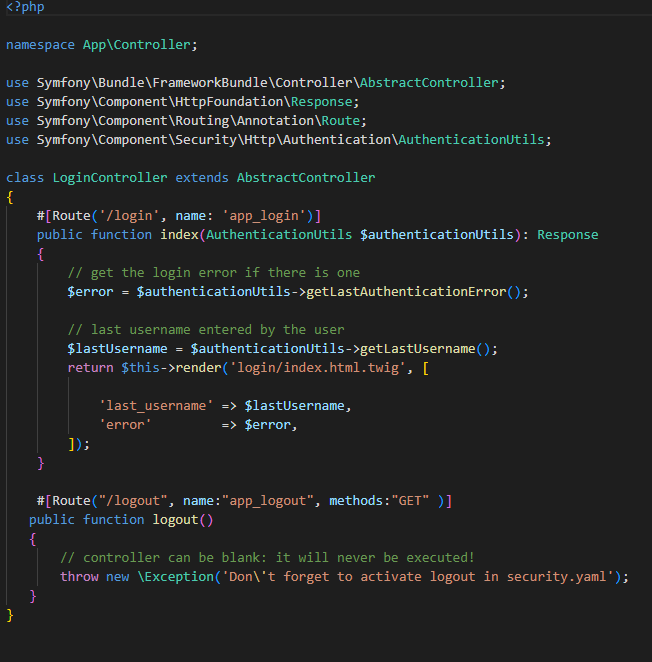 <?php
namespace App\Controller;
use Symfony\Bundle\FrameworkBundle\Controller\AbstractController;
use Symfony\Component\HttpFoundation\Response;
use Symfony\Component\Routing\Annotation\Route;
use Symfony\Component\Security\Http\Authentication\AuthenticationUtils;
class LoginController extends AbstractController
{
    #[Route('/login', name: 'app_login')]
    public function index(AuthenticationUtils $authenticationUtils): Response
    {
        // get the login error if there is one
        $error = $authenticationUtils->getLastAuthenticationError();
        // last username entered by the user
        $lastUsername = $authenticationUtils->getLastUsername();
        return $this->render('login/index.html.twig', [
            'last_username' => $lastUsername,
            'error'         => $error,
        ]);
    }
    #[Route("/logout", name:"app_logout", methods:"GET" )]
   public function logout()
   {
       // controller can be blank: it will never be executed!
       throw new \Exception('Don\'t forget to activate logout in security.yaml');
   }
}